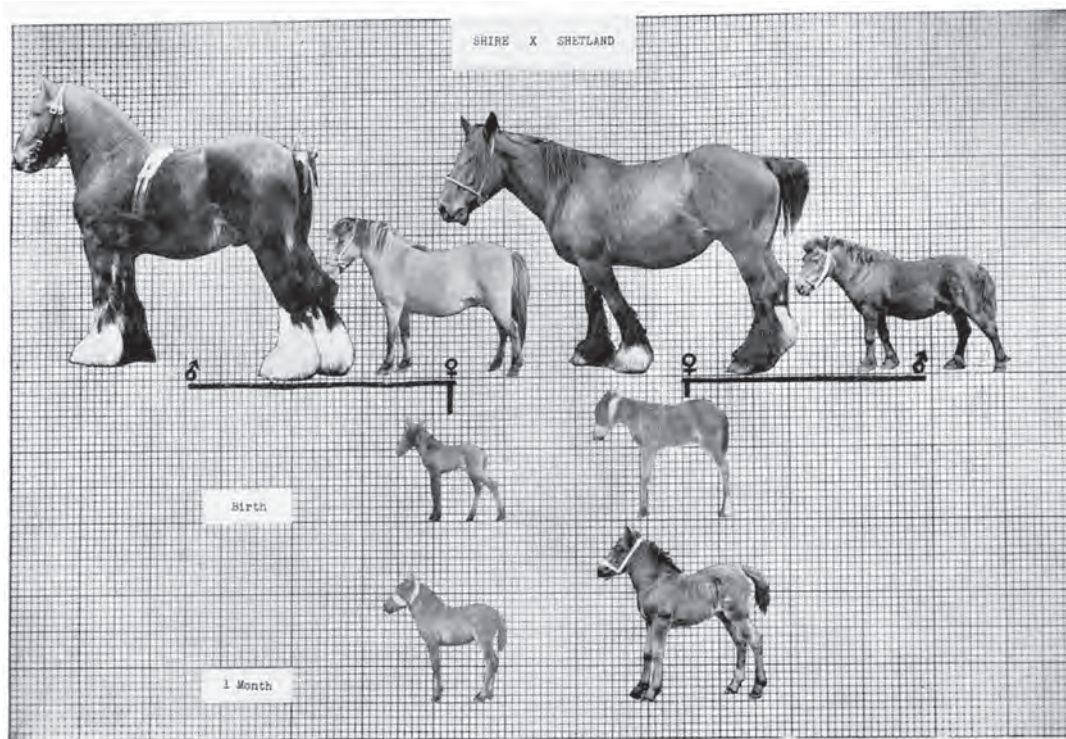 SHIRE X SHETLAND
♂ ♀ ♀ ♂
Birth
1 Month